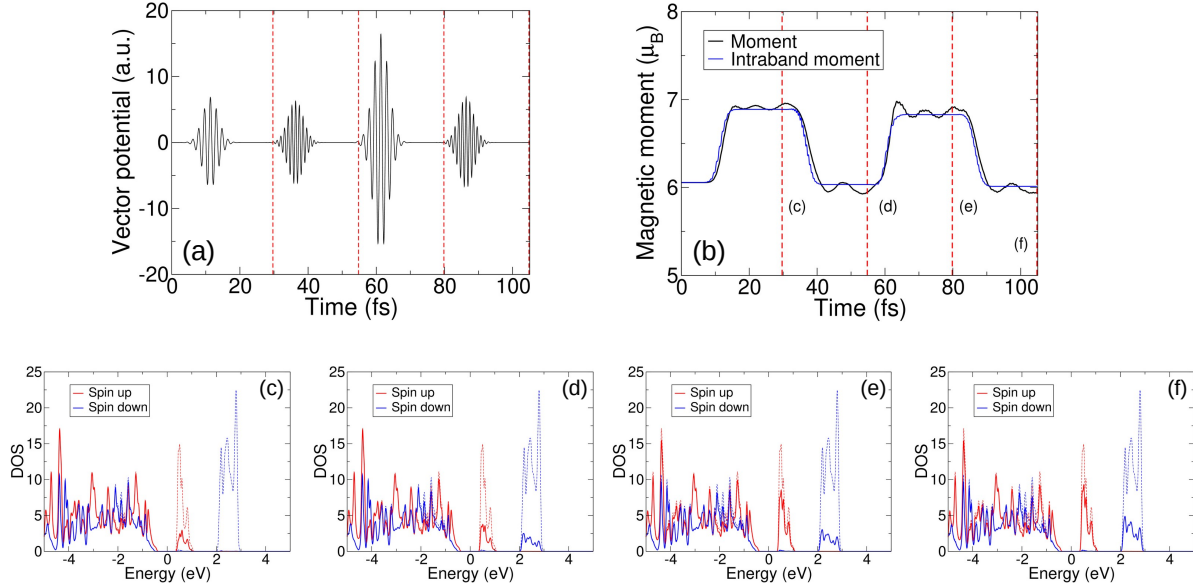 20
10
0
-10
-20
Vector potential (a.u.)
(a)
0 20 40 60 80 100
Time (fs)
8
7
6
5
Magnetic moment (μB)
Moment
Intraband moment
(c)
(d)
(e)
(f)
(b)
0 20 40 60 80 100
Time (fs)
25
20
15
10
5
0
DOS
Spin up
Spin down
(c)
-4 -2 0 2 4
Energy (eV)
25
20
15
10
5
0
DOS
Spin up
Spin down
(d)
-4 -2 0 2 4
Energy (eV)
25
20
15
10
5
0
DOS
Spin up
Spin down
(e)
-4 -2 0 2 4
Energy (eV)
25
20
15
10
5
0
DOS
Spin up
Spin down
(f)
-4 -2 0 2 4
Energy (eV)